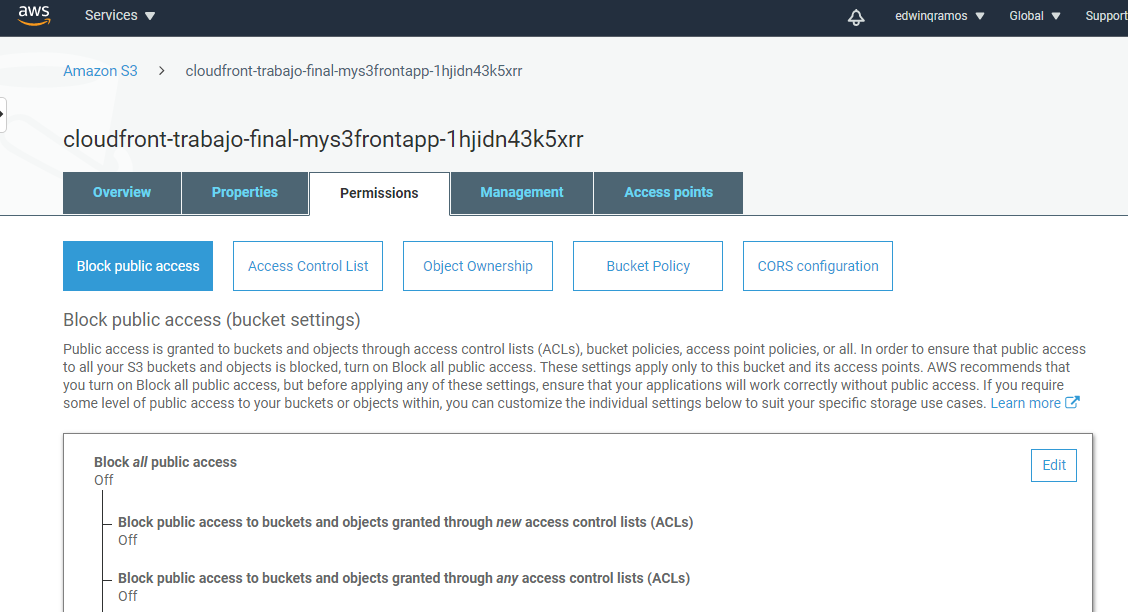 aws
Services
edwinqramos
Global
Support
Amazon S3 > cloudfront-trabajo-final-mys3frontapp-1hjidn43k5xrr
cloudfront-trabajo-final-mys3frontapp-1hjidn43k5xrr
Overview
Properties
Permissions
Management
Access points
Block public access
Access Control List
Object Ownership
Bucket Policy
CORS configuration
Block public access (bucket settings)
Public access is granted to buckets and objects through access control lists (ACLs), bucket policies, access point policies, or all. In order to ensure that public access
to all your S3 buckets and objects is blocked, turn on Block all public access. These settings apply only to this bucket and its access points. AWS recommends that
you turn on Block all public access, but before applying any of these settings, ensure that your applications will work correctly without public access. If you require
some level of public access to your buckets or objects within, you can customize the individual settings below to suit your specific storage use cases. Learn more
Block all public access
Edit
Off
Block public access to buckets and objects granted through new access control lists (ACLs)
Off
Block public access to buckets and objects granted through any access control lists (ACLs)
Off